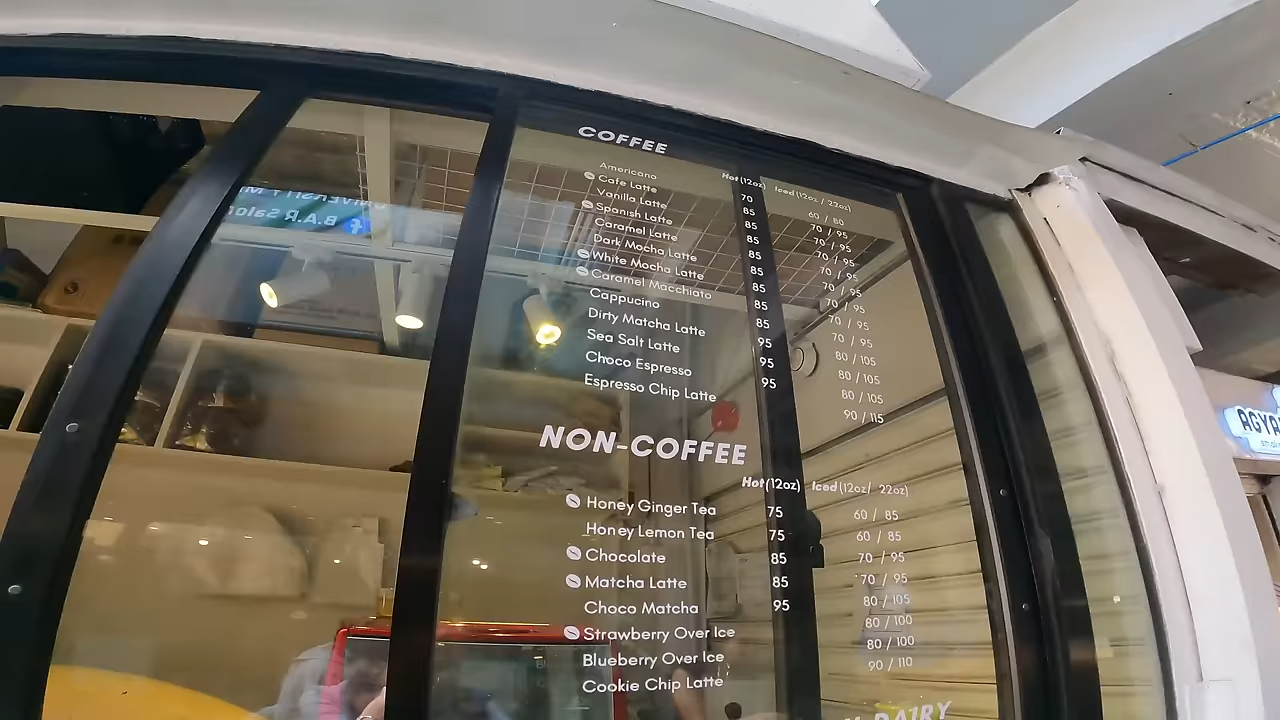 COFFEE
Hot(12oz) Iced(12oz / 22oz)
Americano 70 60 / 80
Cafe Latte 85 70 / 95
Vanilla Latte 85 70 / 95
Spanish Latte 85 70 / 95
Caramel Latte 85 70 / 95
Dark Mocha Latte 85 70 / 95
White Mocha Latte 85 70 / 95
Caramel Macchiato 85 70 / 95
Cappucino 85 70 / 95
Dirty Matcha Latte 95 80 / 105
Sea Salt Latte 95 80 / 105
Choco Espresso 95 80 / 105
Espresso Chip Latte 90 / 115
NON-COFFEE
Hot(12oz) Iced(12oz/ 22oz)
Honey Ginger Tea 75 60 / 85
Honey Lemon Tea 75 60 / 85
Chocolate 85 70 / 95
Matcha Latte 85 70 / 95
Choco Matcha 95 80 / 105
Strawberry Over Ice 80 / 100
Blueberry Over Ice 80 / 100
Cookie Chip Latte 90 / 110
DAIRY
B.A.R Salon